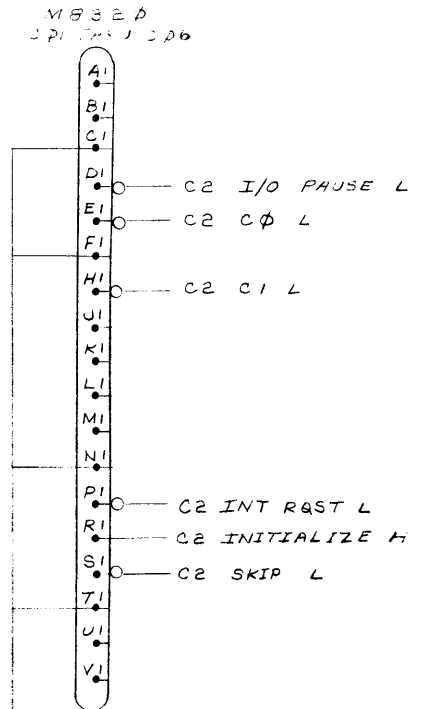 M832Ø
A1
B1
C1
D1 C2 I/O PAUSE L
E1 C2 CØ L
F1
H1 C2 C1 L
J1
K1
L1
M1
N1
P1 C2 INT RQST L
R1 C2 INITIALIZE H
S1 C2 SKIP L
T1
U1
V1